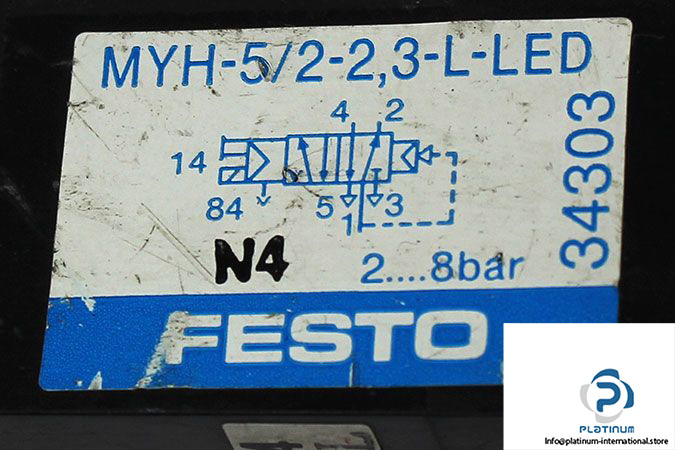 MYH-5/2-2,3-L-LED
4 2
14
84 5 1 3
N4 2....8bar
34303
FESTO
PLATINUM
Info@platinum-international.store